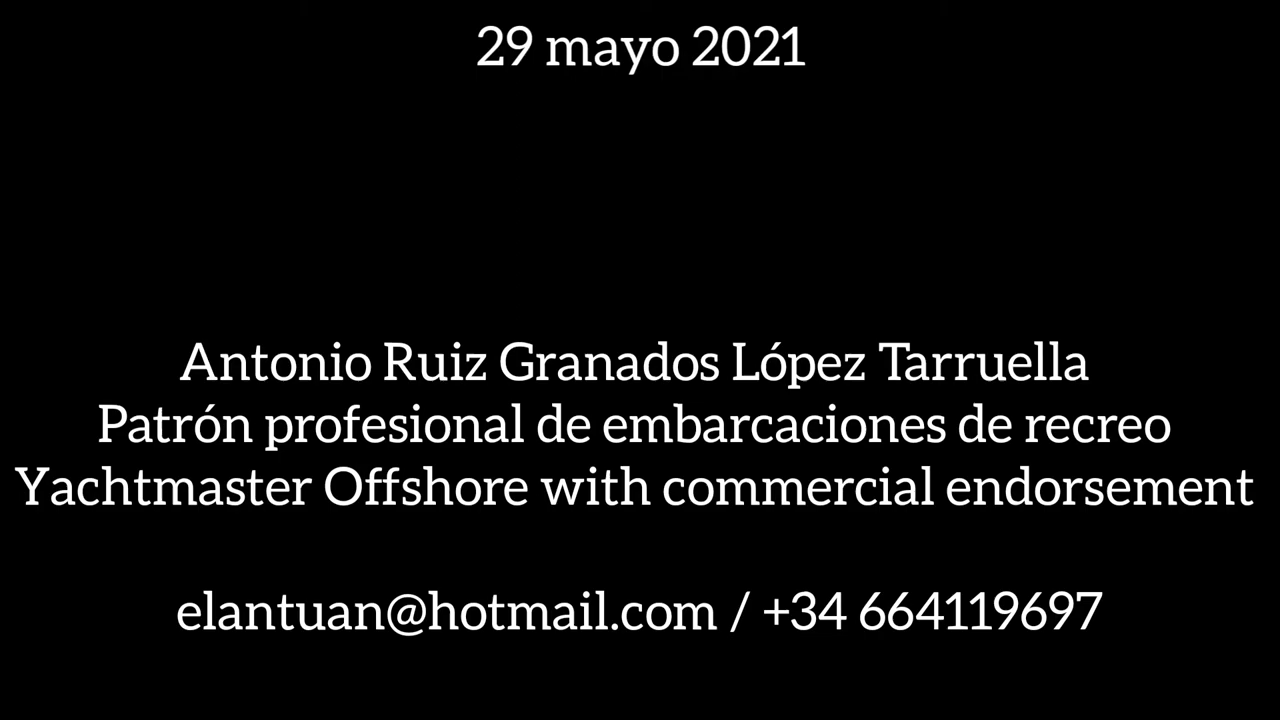 29 mayo 2021
Antonio Ruiz Granados López Tarruella
Patrón profesional de embarcaciones de recreo
Yachtmaster Offshore with commercial endorsement
elantuan@hotmail.com / +34 664119697